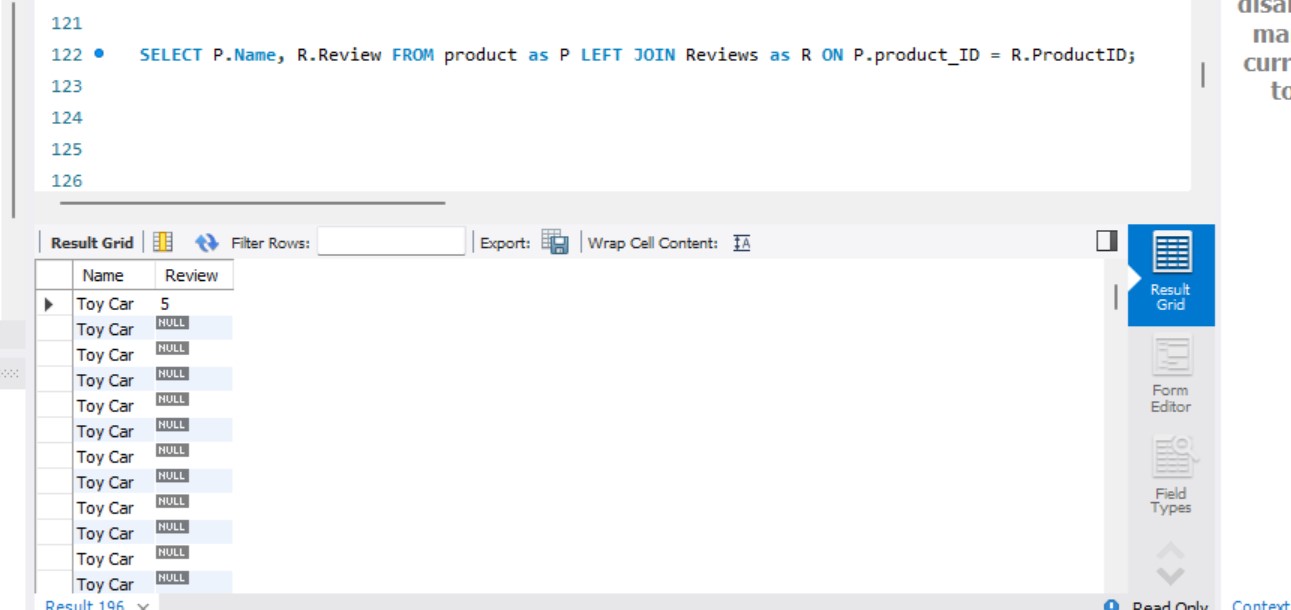 disa
121
122 SELECT P.Name, R.Review FROM product as P LEFT JOIN Reviews as R ON P.product_ID = R.ProductID;
ma
curr
to
123
124
125
126
Result Grid Filter Rows: Export: Wrap Cell Content: IA
Name Review
Toy Car 5
Toy Car NULL
Toy Car NULL
Toy Car NULL
Toy Car NULL
Toy Car NULL
Toy Car NULL
Toy Car NULL
Toy Car NULL
Toy Car NULL
Toy Car NULL
Toy Car NULL
Result
Grid
Form
Editor
Field
Types
Result 196
Read Only
Context